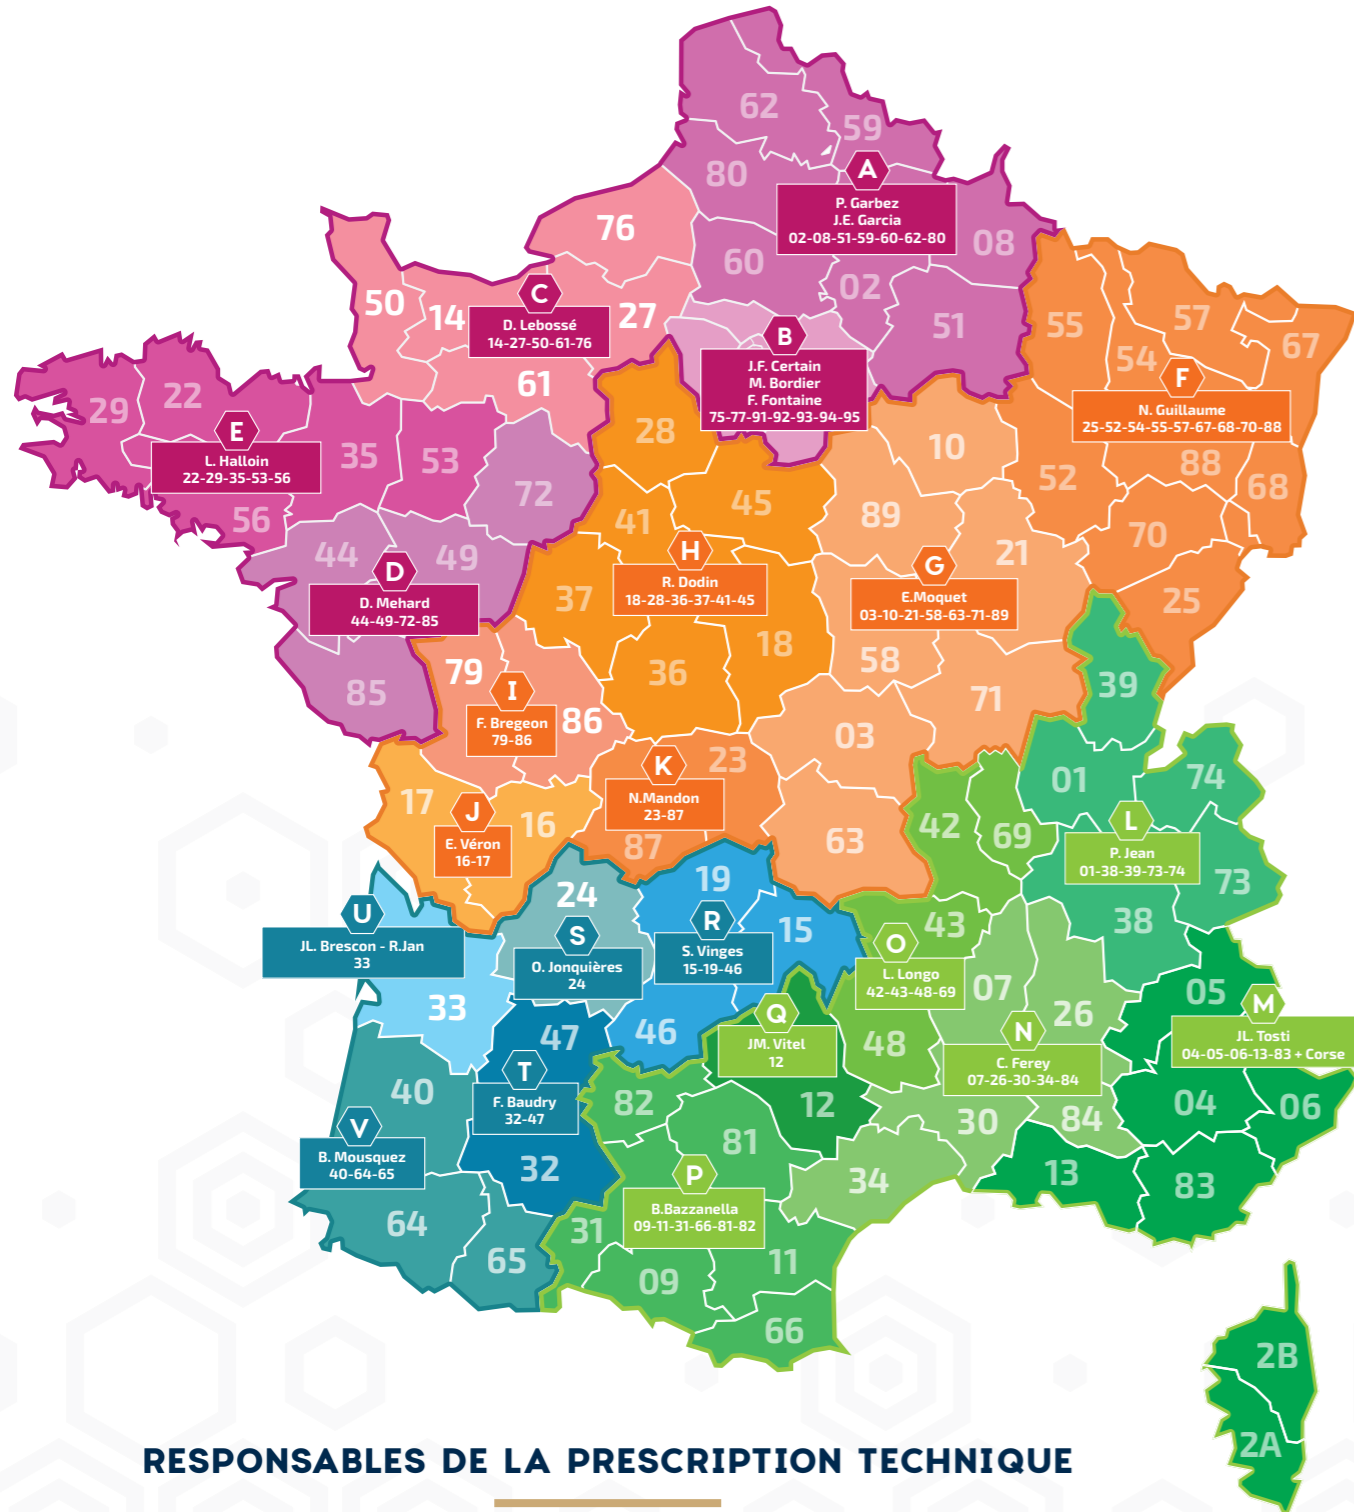 62
59
80
A
P. Garbez
J.E. Garcia
02-08-51-59-60-62-80
76
08
60
02
50
14
C
D. Lebossé
14-27-50-61-76
27
51
55
57
67
54
B
J.F. Certain
M. Bordier
F. Fontaine
75-77-91-92-93-94-95
F
N. Guillaume
25-52-54-55-57-67-68-70-88
61
22
29
E
L. Halloin
22-29-35-53-56
35
53
28
10
88
52
68
72
56
45
41
89
70
44
49
H
R. Dodin
18-28-36-37-41-45
21
G
E.Moquet
03-10-21-58-63-71-89
D
D. Mehard
44-49-72-85
37
25
18
58
79
36
39
85
I
F. Bregeon
79-86
86
71
03
23
K
N.Mandon
23-87
01
74
17
J
E. Véron
16-17
16
42
69
L
P. Jean
01-38-39-73-74
87
63
73
19
24
U
JL. Brescon - R.Jan
33
S
O. Jonquières
24
R
S. Vinges
15-19-46
15
43
38
O
L. Longo
42-43-48-69
07
05
33
47
46
Q
JM. Vitel
12
26
M
JL. Tosti
04-05-06-13-83 + Corse
48
N
C. Ferey
07-26-30-34-84
T
F. Baudry
32-47
40
82
12
04
06
30
84
V
B. Mousquez
40-64-65
81
32
P
B.Bazzanella
09-11-31-66-81-82
34
13
83
64
31
65
11
09
66
2B
2A
RESPONSABLES DE LA PRESCRIPTION TECHNIQUE